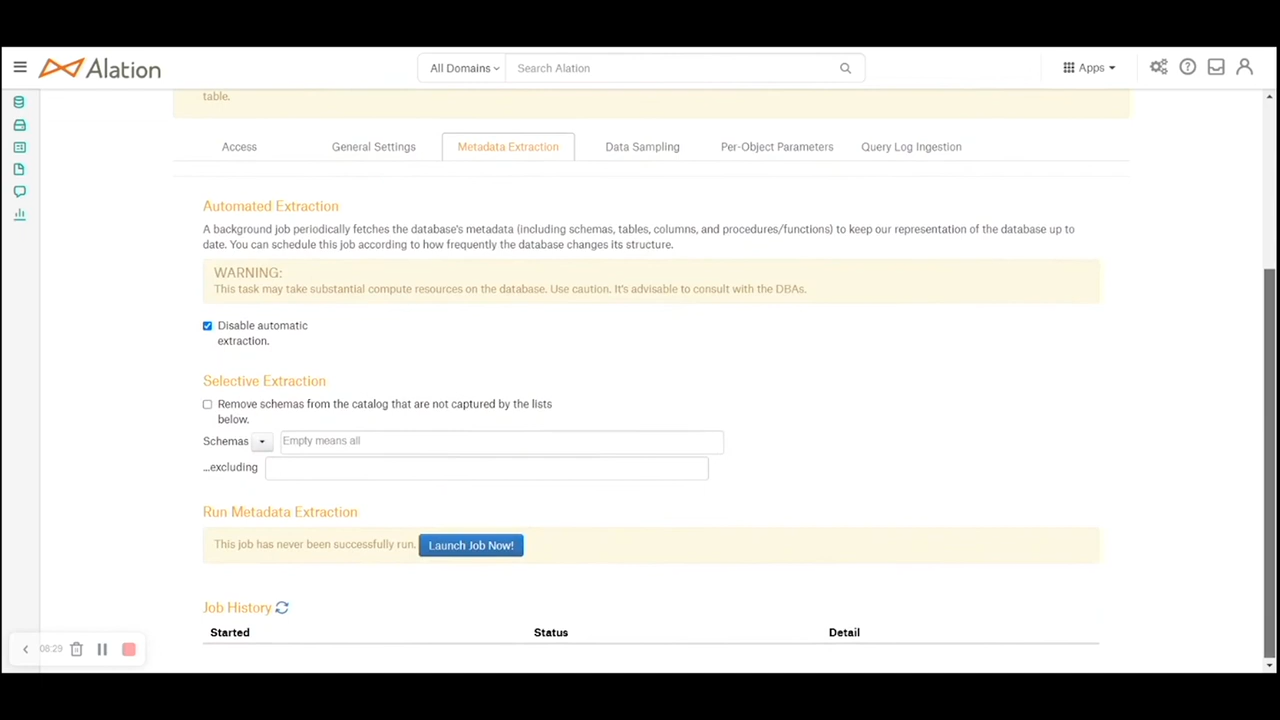 Alation
All Domains
Search Alation
Apps
table.
Access
General Settings
Metadata Extraction
Data Sampling
Per-Object Parameters
Query Log Ingestion
Automated Extraction
A background job periodically fetches the database's metadata (including schemas, tables, columns, and procedures/functions) to keep our representation of the database up to
date. You can schedule this job according to how frequently the database changes its structure.
WARNING:
This task may take substantial compute resources on the database. Use caution. It's advisable to consult with the DBAs.
Disable automatic
extraction.
Selective Extraction
Remove schemas from the catalog that are not captured by the lists
below.
Schemas
Empty means all
...excluding
Run Metadata Extraction
This job has never been successfully run. Launch Job Now!
Job History
Started Status Detail
08:29